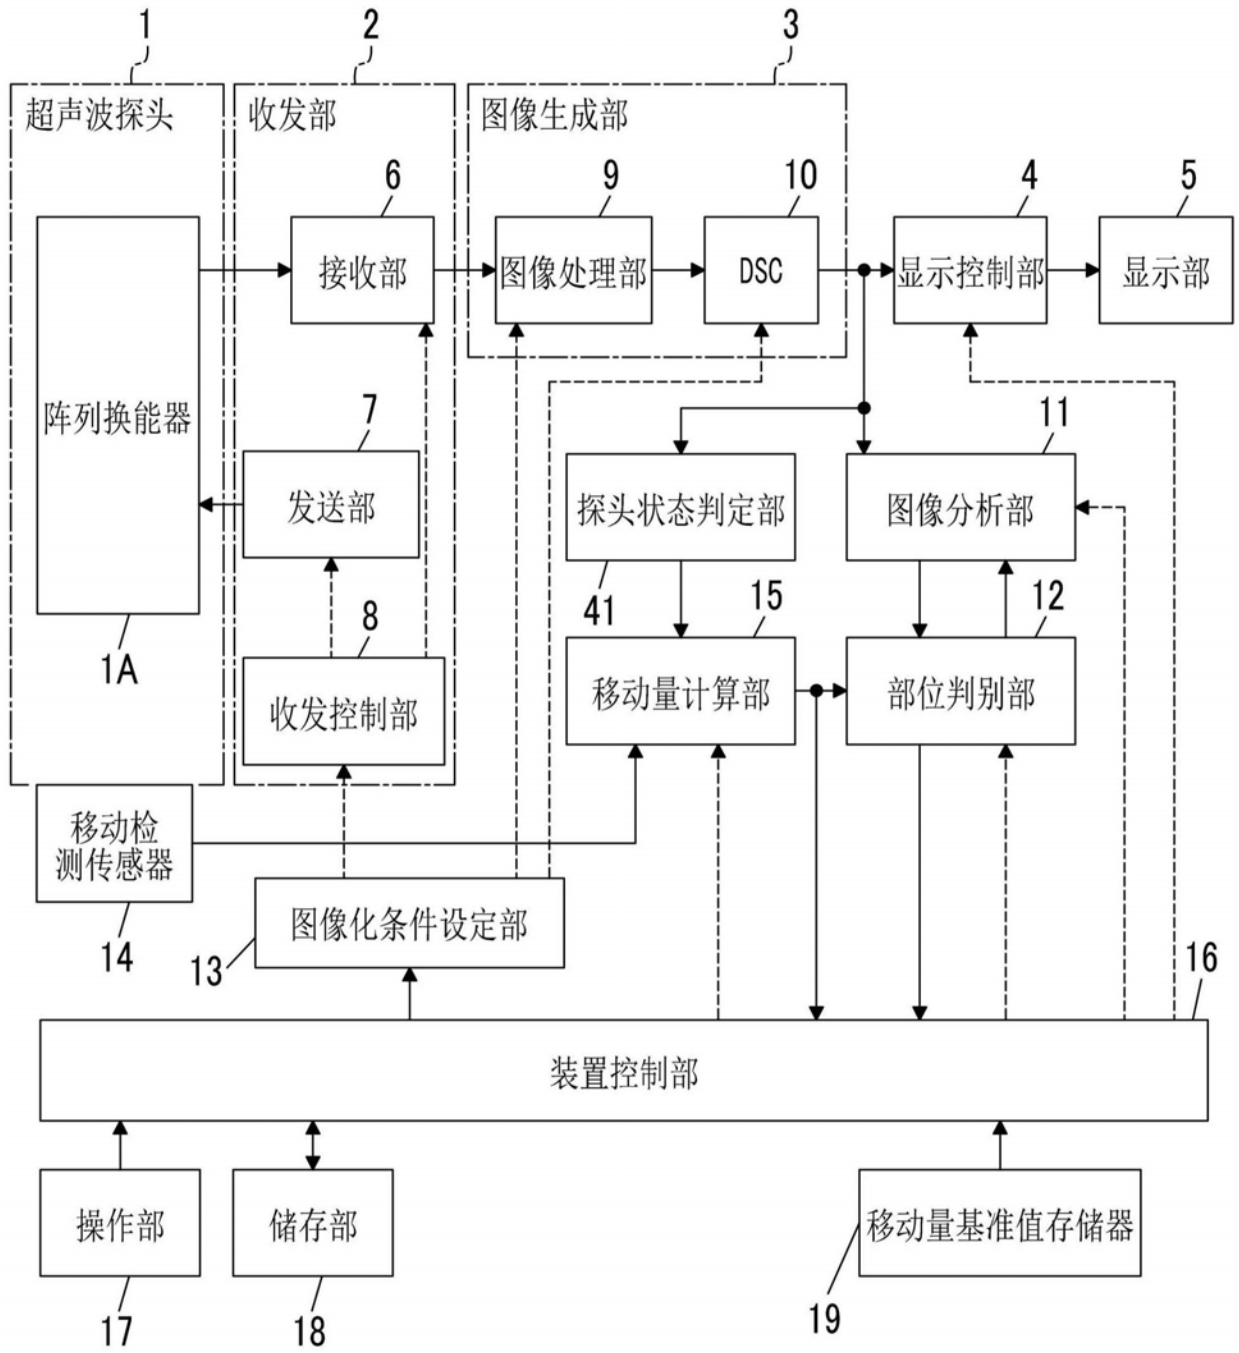 1
2
3
超声波探头
收发部
图像生成部
6
9
10
4
5
接收部
图像处理部
DSC
显示控制部
显示部
阵列换能器
7
11
发送部
探头状态判定部
图像分析部
41
15
12
1A
8
收发控制部
移动量计算部
部位判别部
移动检
测传感器
14
13
图像化条件设定部
16
装置控制部
操作部
储存部
移动量基准值存储器
17
18
19